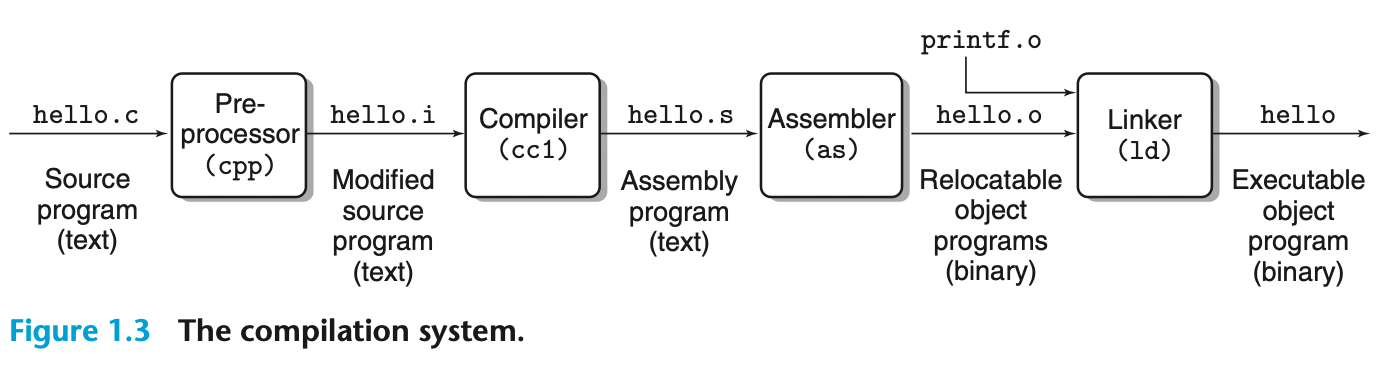 printf.o
hello.c
Pre-
processor
(cpp)
hello.i
Compiler
(cc1)
hello.s
Assembler
(as)
hello.o
Linker
(ld)
hello
Source
program
(text)
Modified
source
program
(text)
Assembly
program
(text)
Relocatable
object
programs
(binary)
Executable
object
program
(binary)
Figure 1.3 The compilation system.